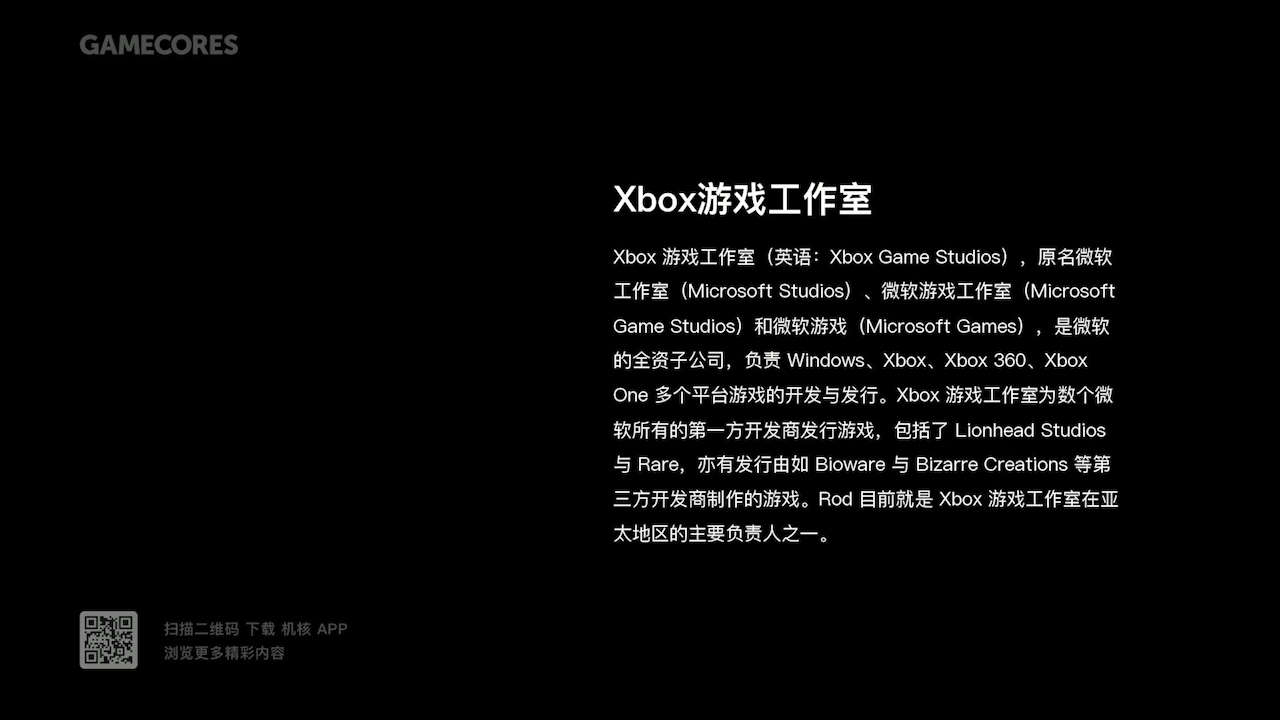 GAMECORES
Xbox游戏工作室
Xbox 游戏工作室（英语：Xbox Game Studios），原名微软
工作室（Microsoft Studios）、微软游戏工作室（Microsoft
Game Studios）和微软游戏（Microsoft Games），是微软
的全资子公司，负责 Windows、Xbox、Xbox 360、Xbox
One 多个平台游戏的开发与发行。Xbox 游戏工作室为数个微
软所有的第一方开发商发行游戏，包括了 Lionhead Studios
与 Rare，亦有发行由如 Bioware 与 Bizarre Creations 等第
三方开发商制作的游戏。Rod 目前就是 Xbox 游戏工作室在亚
太地区的主要负责人之一。
扫描二维码 下载 机核 APP
浏览更多精彩内容